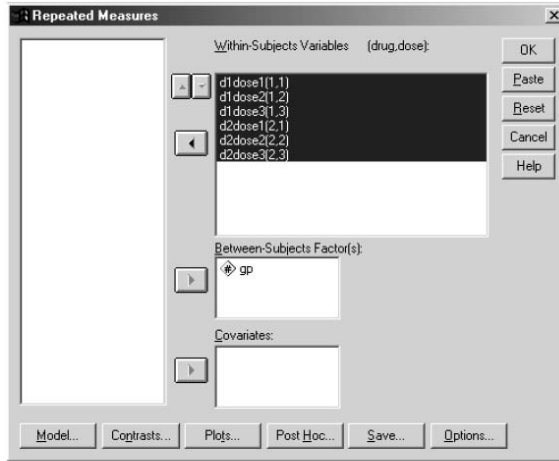 Repeated Measures
Within-Subjects Variables (drug,dose):
d1dose1(1,1)
d1dose2(1,2)
d1dose3(1,3)
d2dose1(2,1)
d2dose2(2,2)
d2dose3(2,3)
OK
Paste
Reset
Cancel
Help
Between-Subjects Factor(s):
# gp
Covariates:
Model...
Contrasts...
Plots...
Post Hoc...
Save...
Options...